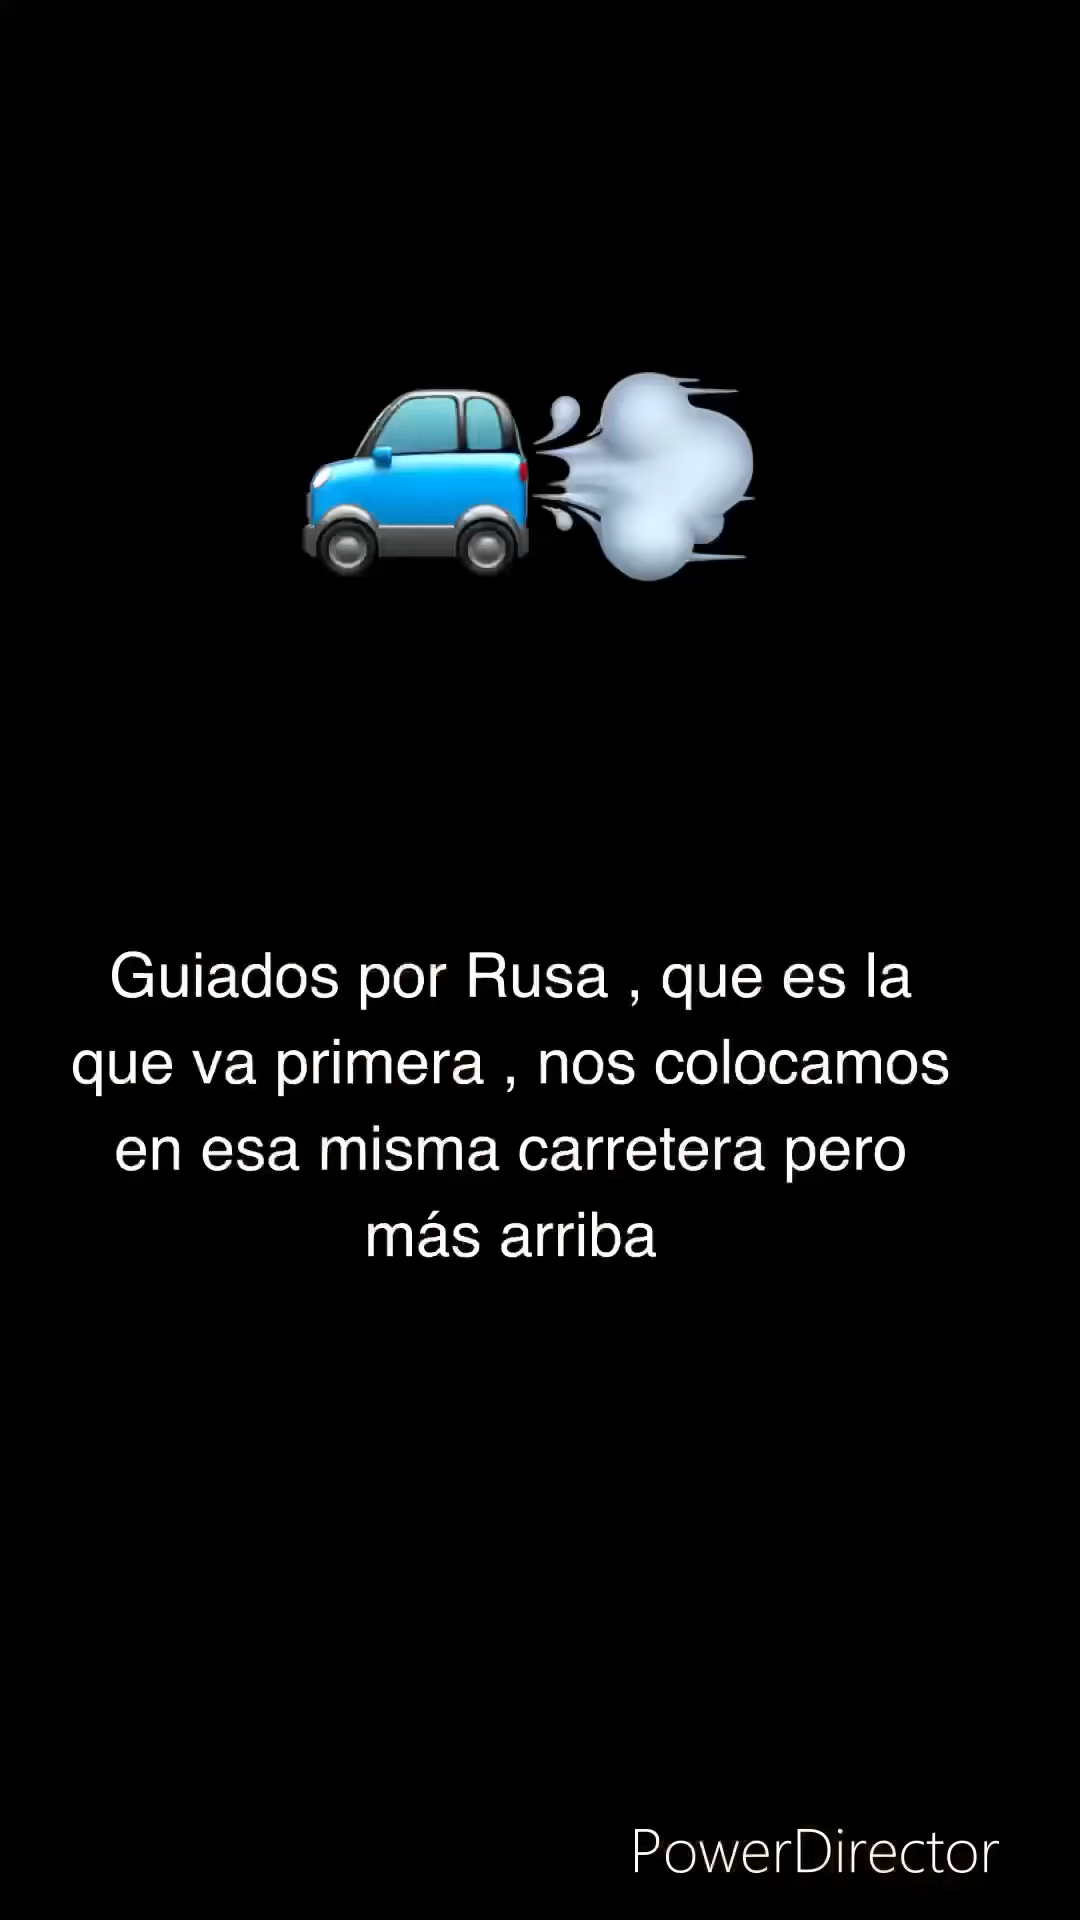 Guiados por Rusa , que es la
que va primera , nos colocamos
en esa misma carretera pero
más arriba
PowerDirector